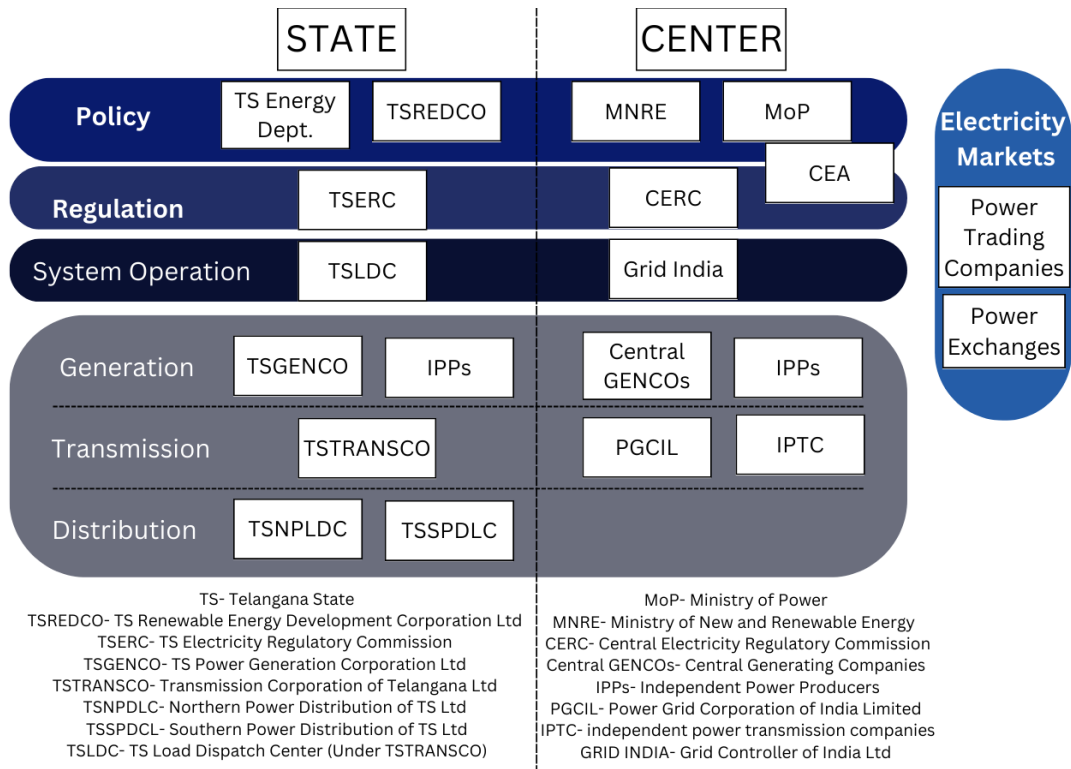 STATE
CENTER
Policy
TS Energy
Dept.
TSREDCO
MNRE
MoP
CEA
Regulation
TSERC
CERC
System Operation
TSLDC
Grid India
Generation
TSGENCO
IPPs
Central
GENCOs
IPPs
Transmission
TSTRANSCO
PGCIL
IPTC
Distribution
TSNPLDC
TSSPDLC
Electricity
Markets
Power
Trading
Companies
Power
Exchanges
TS- Telangana State
TSREDCO- TS Renewable Energy Development Corporation Ltd
TSERC- TS Electricity Regulatory Commission
TSGENCO- TS Power Generation Corporation Ltd
TSTRANSCO- Transmission Corporation of Telangana Ltd
TSNPDLC- Northern Power Distribution of TS Ltd
TSSPDCL- Southern Power Distribution of TS Ltd
TSLDC- TS Load Dispatch Center (Under TSTRANSCO)
MoP- Ministry of Power
MNRE- Ministry of New and Renewable Energy
CERC- Central Electricity Regulatory Commission
Central GENCOs- Central Generating Companies
IPPs- Independent Power Producers
PGCIL- Power Grid Corporation of India Limited
IPTC- independent power transmission companies
GRID INDIA- Grid Controller of India Ltd